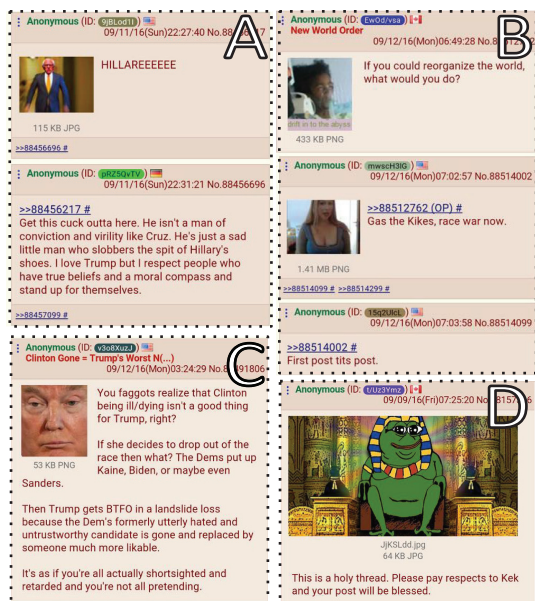 Anonymous (ID: 9jBLod1I)
09/11/16(Sun)22:27:40 No.88456217
A
HILLAREEEEEE
115 KB JPG
>>88456696 #
Anonymous (ID: pRZ5QvTV)
09/11/16(Sun)22:31:21 No.88456696
>>88456217 #
Get this cuck outta here. He isn't a man of
conviction and virility like Cruz. He's just a sad
little man who slobbers the spit of Hillary's
shoes. I love Trump but I respect people who
have true beliefs and a moral compass and
stand up for themselves.
>>88457099 #
Anonymous (ID: EwOd/vsa)
New World Order
09/12/16(Mon)06:49:28 No.88512762
B
If you could reorganize the world,
what would you do?
drift in to the abyss
433 KB PNG
Anonymous (ID: mwscH3IG)
09/12/16(Mon)07:02:57 No.88514002
>>88512762 (OP) #
Gas the Kikes, race war now.
1.41 MB PNG
>>88514099 # >>88514299 #
Anonymous (ID: 15q2UlcL)
09/12/16(Mon)07:03:58 No.88514099
>>88514002 #
First post tits post.
Anonymous (ID: v3o8XuzJ)
Clinton Gone = Trump's Worst N(...)
09/12/16(Mon)03:24:29 No.8 91806
C
You faggots realize that Clinton
being ill/dying isn't a good thing
for Trump, right?
If she decides to drop out of the
race then what? The Dems put up
Kaine, Biden, or maybe even
Sanders.
53 KB PNG
Then Trump gets BTFO in a landslide loss
because the Dem's formerly utterly hated and
untrustworthy candidate is gone and replaced by
someone much more likable.
It's as if you're all actually shortsighted and
retarded and you're not all pretending.
Anonymous (ID: t/Uz3Ymz)
09/09/16(Fri)07:25:20 No. 8157 6
D
JjKSLdd.jpg
64 KB JPG
This is a holy thread. Please pay respects to Kek
and your post will be blessed.